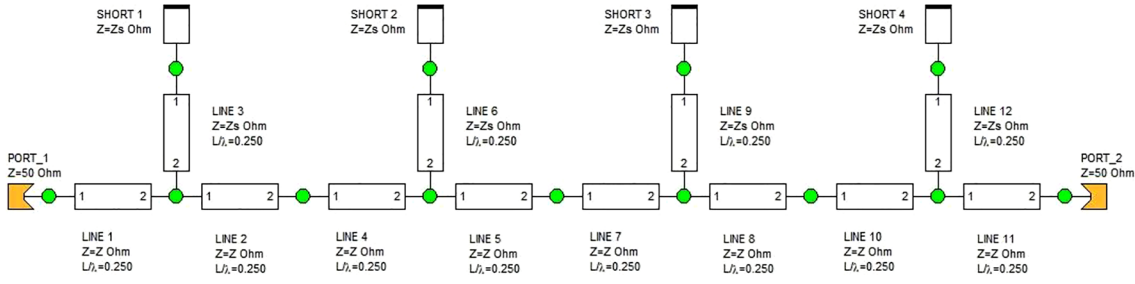 SHORT 1
Z=Zs Ohm
SHORT 2
Z=Zs Ohm
SHORT 3
Z=Zs Ohm
SHORT 4
Z=Zs Ohm
1
2
LINE 3
Z=Zs Ohm
L/λ=0.250
1
2
LINE 6
Z=Zs Ohm
L/λ=0.250
1
2
LINE 9
Z=Zs Ohm
L/λ=0.250
1
2
LINE 12
Z=Zs Ohm
L/λ=0.250
PORT_1
Z=50 Ohm
PORT_2
Z=50 Ohm
1 2
1 2
1 2
1 2
1 2
1 2
1 2
1 2
LINE 1
Z=Z Ohm
L/λ=0.250
LINE 2
Z=Z Ohm
L/λ=0.250
LINE 4
Z=Z Ohm
L/λ=0.250
LINE 5
Z=Z Ohm
L/λ=0.250
LINE 7
Z=Z Ohm
L/λ=0.250
LINE 8
Z=Z Ohm
L/λ=0.250
LINE 10
Z=Z Ohm
L/λ=0.250
LINE 11
Z=Z Ohm
L/λ=0.250